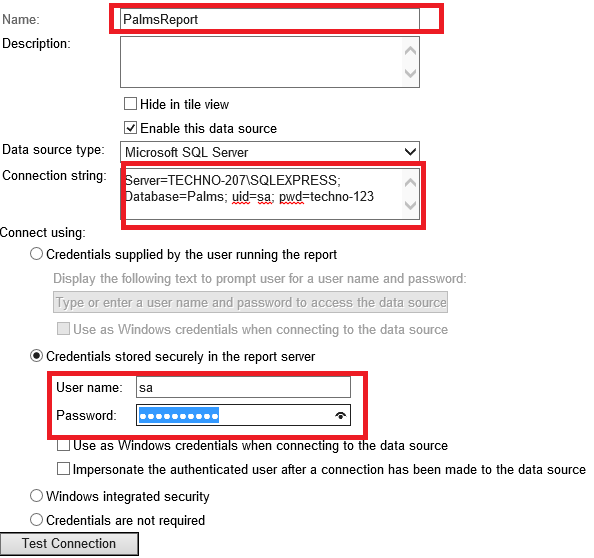 Name: PalmsReport
Description:
Hide in tile view
Enable this data source
Data source type: Microsoft SQL Server
Connection string: Server=TECHNO-207\SQLEXPRESS;
Database=Palms; uid=sa; pwd=techno-123
Connect using:
Credentials supplied by the user running the report
Display the following text to prompt user for a user name and password:
Type or enter a user name and password to access the data source
Use as Windows credentials when connecting to the data source
Credentials stored securely in the report server
User name: sa
Password: ●●●●●●●●●●
Use as Windows credentials when connecting to the data source
Impersonate the authenticated user after a connection has been made to the data source
Windows integrated security
Credentials are not required
Test Connection